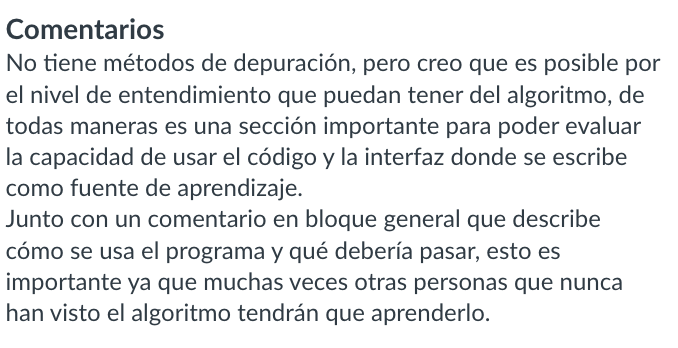 Comentarios
No tiene métodos de depuración, pero creo que es posible por
el nivel de entendimiento que puedan tener del algoritmo, de
todas maneras es una sección importante para poder evaluar
la capacidad de usar el código y la interfaz donde se escribe
como fuente de aprendizaje.
Junto con un comentario en bloque general que describe
cómo se usa el programa y qué debería pasar, esto es
importante ya que muchas veces otras personas que nunca
han visto el algoritmo tendrán que aprenderlo.